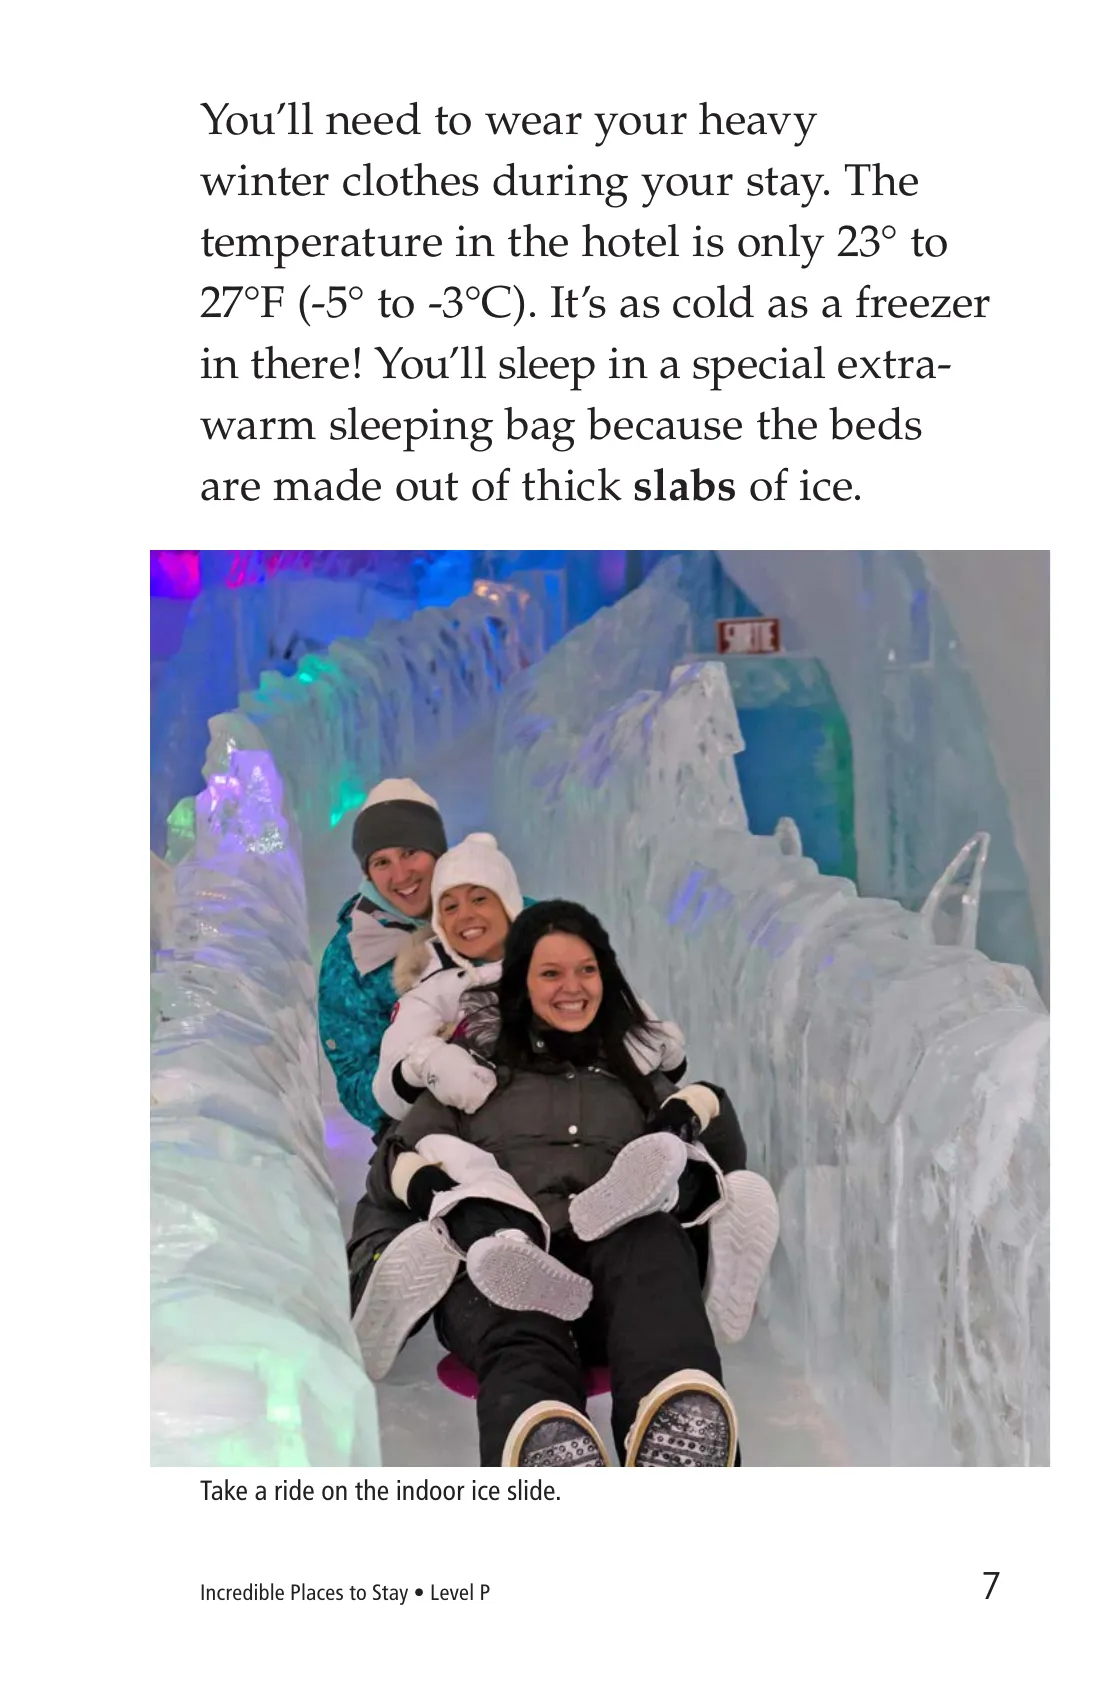 You’ll need to wear your heavy
winter clothes during your stay. The
temperature in the hotel is only 23° to
27°F (-5° to -3°C). It’s as cold as a freezer
in there! You’ll sleep in a special extra-
warm sleeping bag because the beds
are made out of thick slabs of ice.
SORTIE
Take a ride on the indoor ice slide.
Incredible Places to Stay • Level P
7